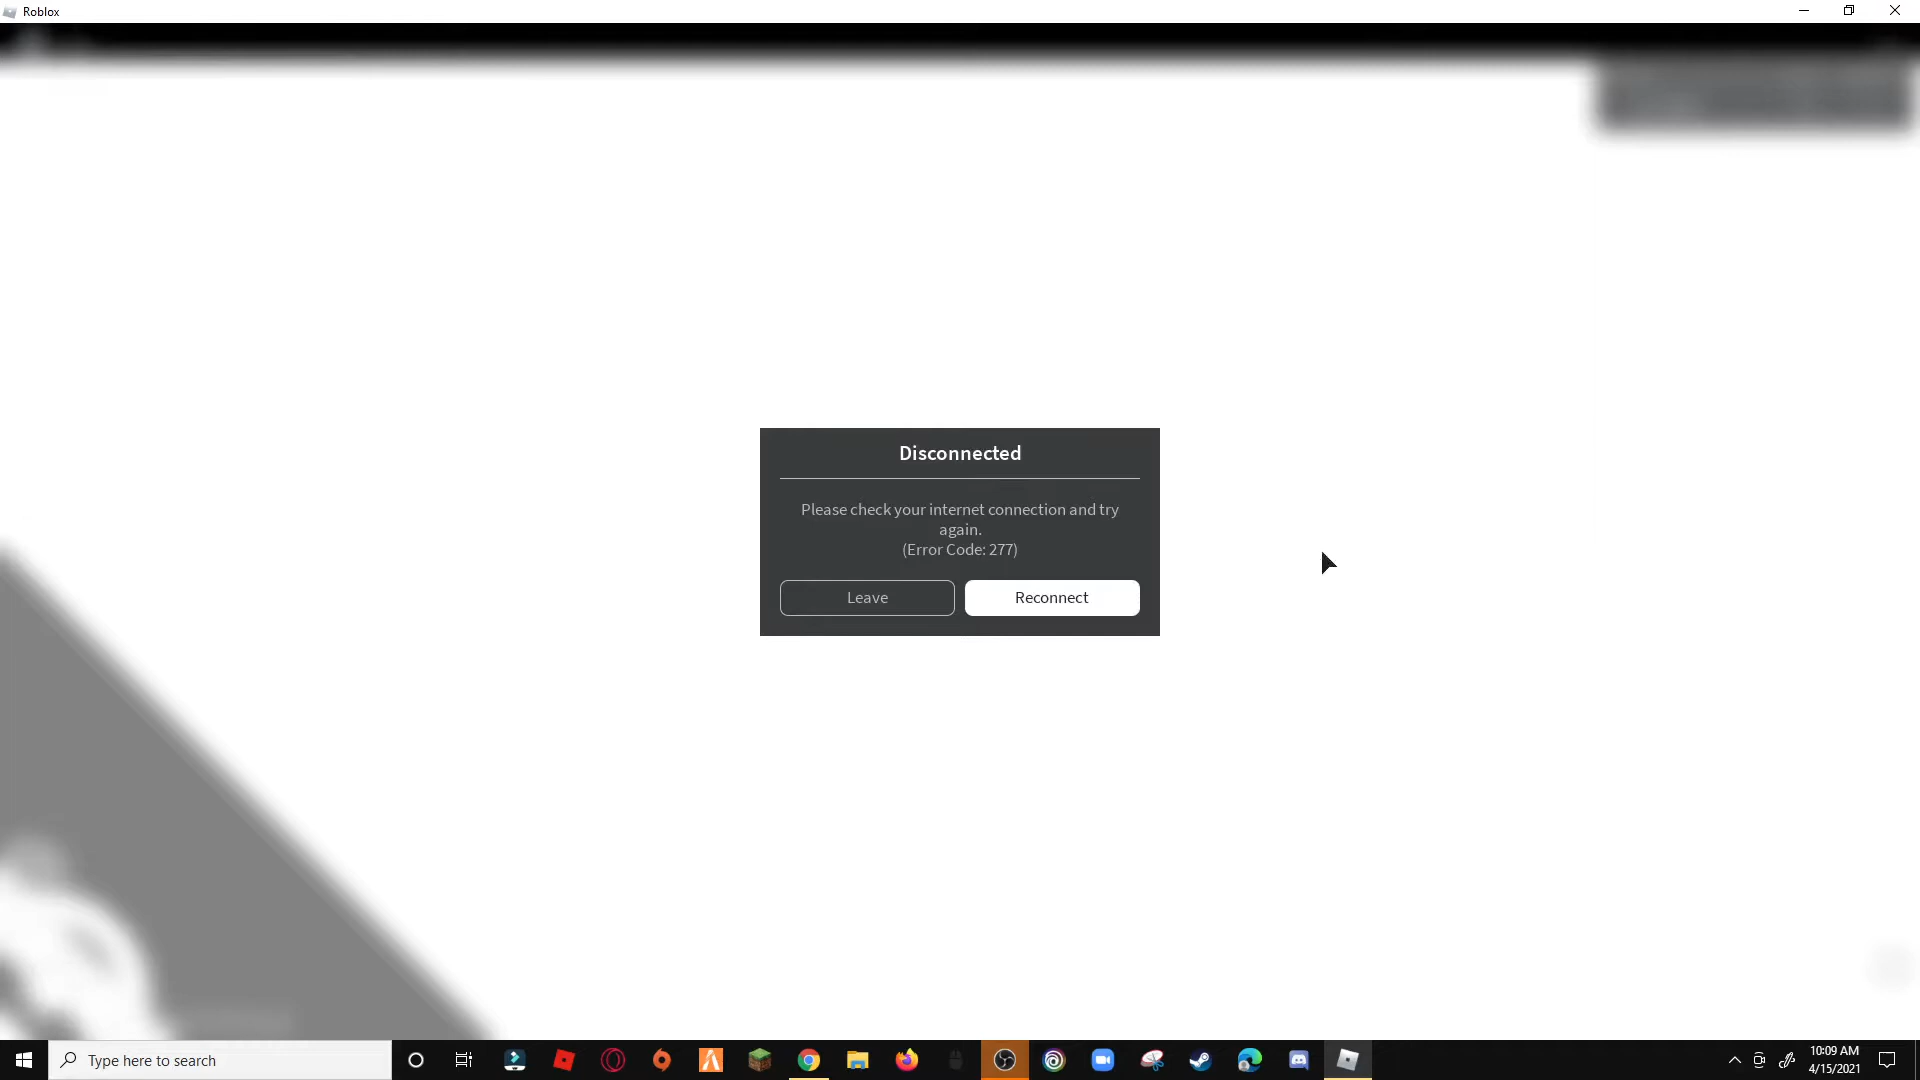 Roblox
Disconnected
Please check your internet connection and try
again.
(Error Code: 277)
Leave
Reconnect
Type here to search
10:09 AM
4/15/2021